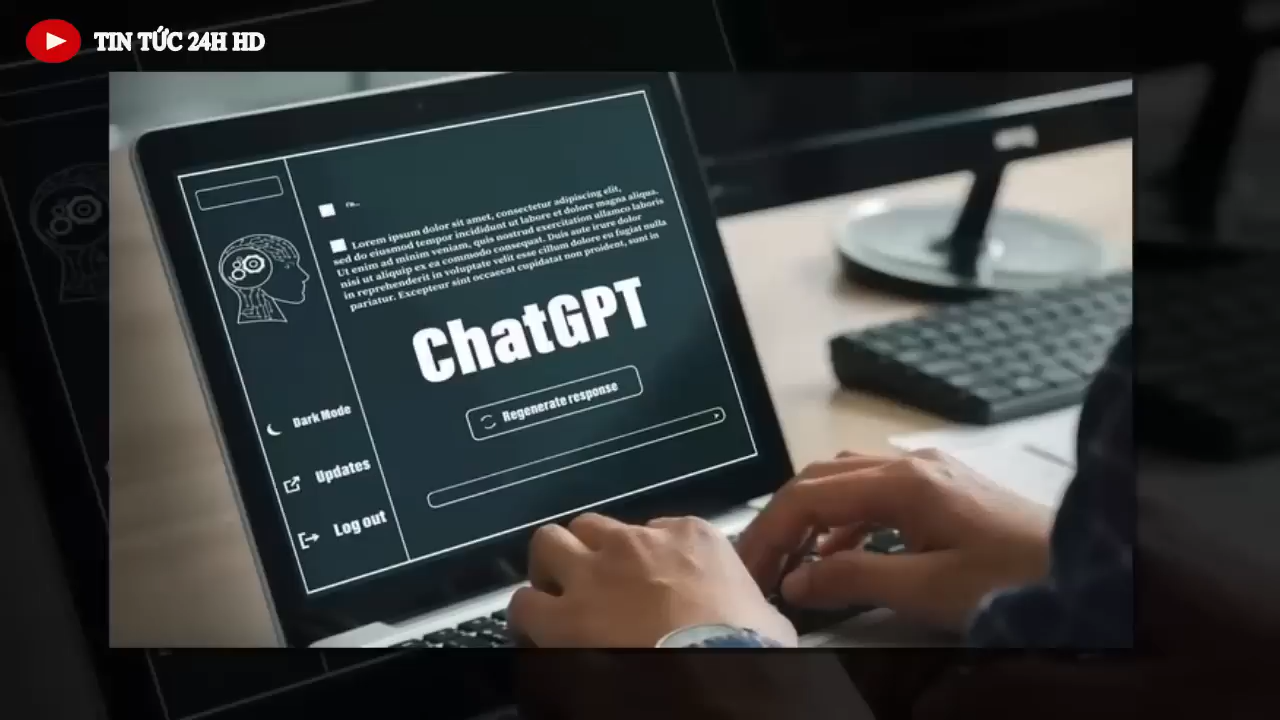 TIN TỨC 24H HD
Lorem ipsum dolor sit amet, consectetur adipiscing elit,
sed do eiusmod tempor incididunt ut labore et dolore magna aliqua.
Ut enim ad minim veniam, quis nostrud exercitation ullamco laboris
nisi ut aliquip ex ea commodo consequat. Duis aute irure dolor
in reprehenderit in voluptate velit esse cillum dolore eu fugiat nulla
pariatur. Excepteur sint occaecat cupidatat non proident, sunt in
ChatGPT
Regenerate response
Dark Mode
Updates
Log out